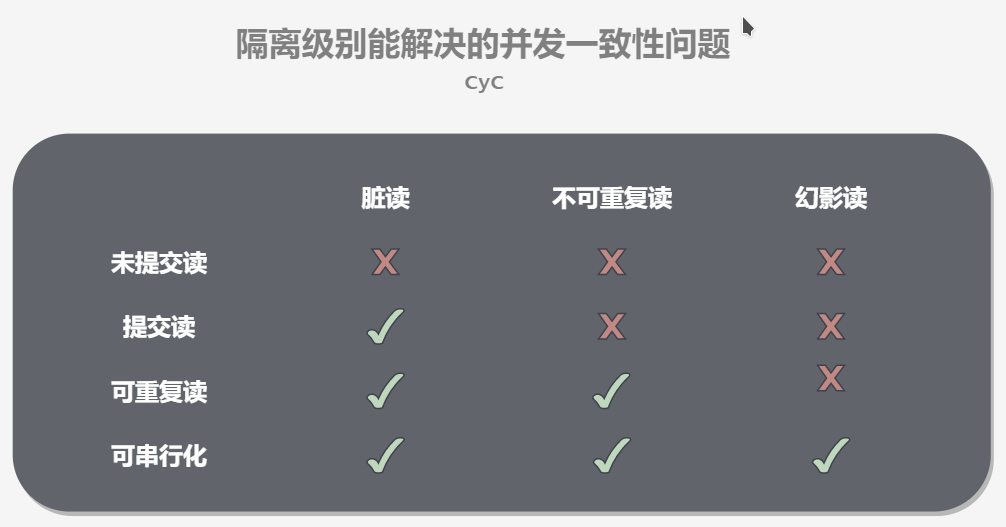 隔离级别能解决的并发一致性问题
CyC
脏读 不可重复读 幻影读
未提交读 X X X
提交读 ✓ X X
可重复读 ✓ ✓ X
可串行化 ✓ ✓ ✓